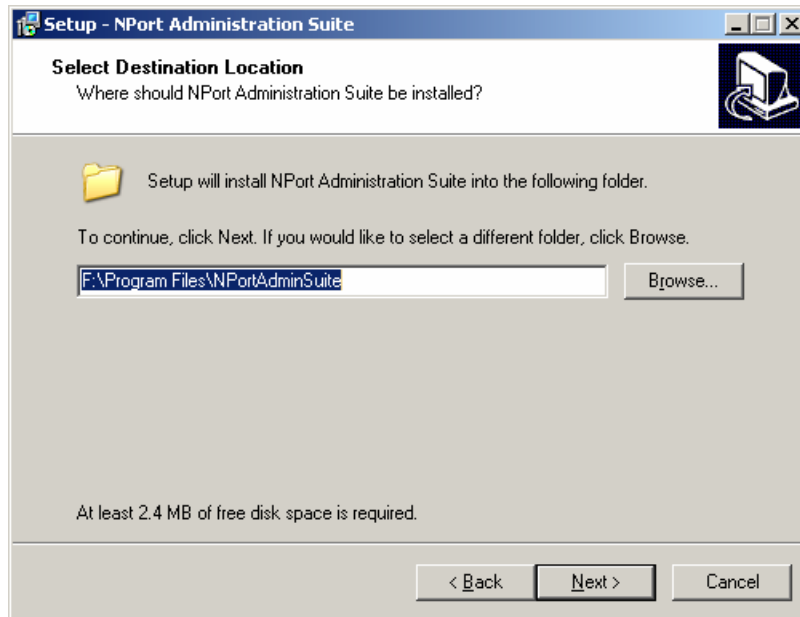 Setup - NPort Administration Suite
Select Destination Location
Where should NPort Administration Suite be installed?
Setup will install NPort Administration Suite into the following folder.
To continue, click Next. If you would like to select a different folder, click Browse.
F:\Program Files\NPortAdminSuite
Browse...
At least 2.4 MB of free disk space is required.
< Back
Next >
Cancel